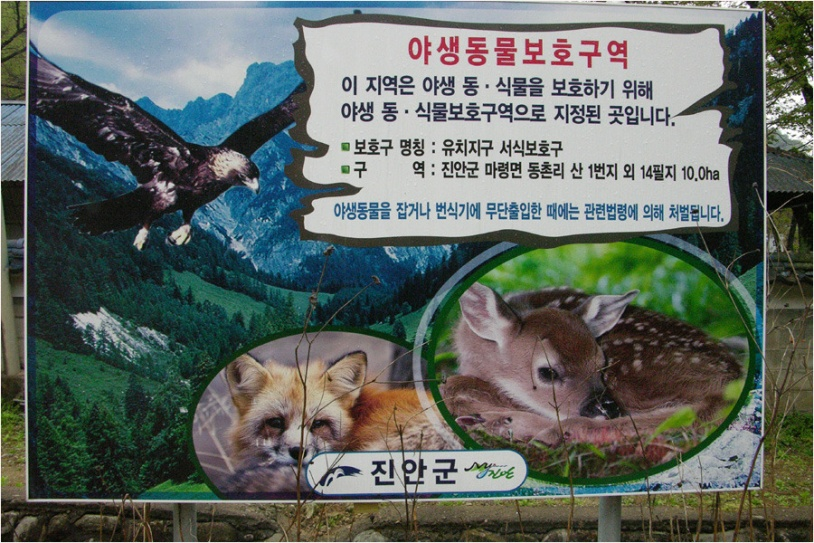 야생동물보호구역
이 지역은 야생 동·식물을 보호하기 위해
야생 동·식물보호구역으로 지정된 곳입니다.
보호구 명칭 : 유치지구 서식보호구
구 역 : 진안군 마령면 동촌리 산 1번지 외 14필지 10.0ha
야생동물을 잡거나 번식기에 무단출입한 때에는 관련법령에 의해 처벌됩니다.
진안군
진안